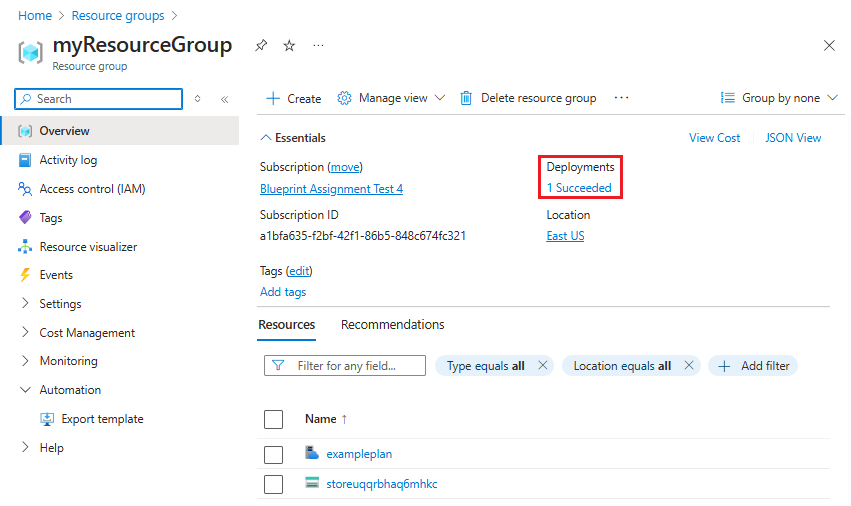 Home > Resource groups >
myResourceGroup
Resource group
Search
Overview
Activity log
Access control (IAM)
Tags
Resource visualizer
Events
Settings
Cost Management
Monitoring
Automation
Export template
Help
Create Manage view Delete resource group ... Group by none
Essentials View Cost JSON View
Subscription (move)
Blueprint Assignment Test 4
Subscription ID
a1bfa635-f2bf-42f1-86b5-848c674fc321
Deployments
1 Succeeded
Location
East US
Tags (edit)
Add tags
Resources Recommendations
Filter for any field... Type equals all Location equals all Add filter
Name ↑
exampleplan
storeuqqrbhaq6mhkc